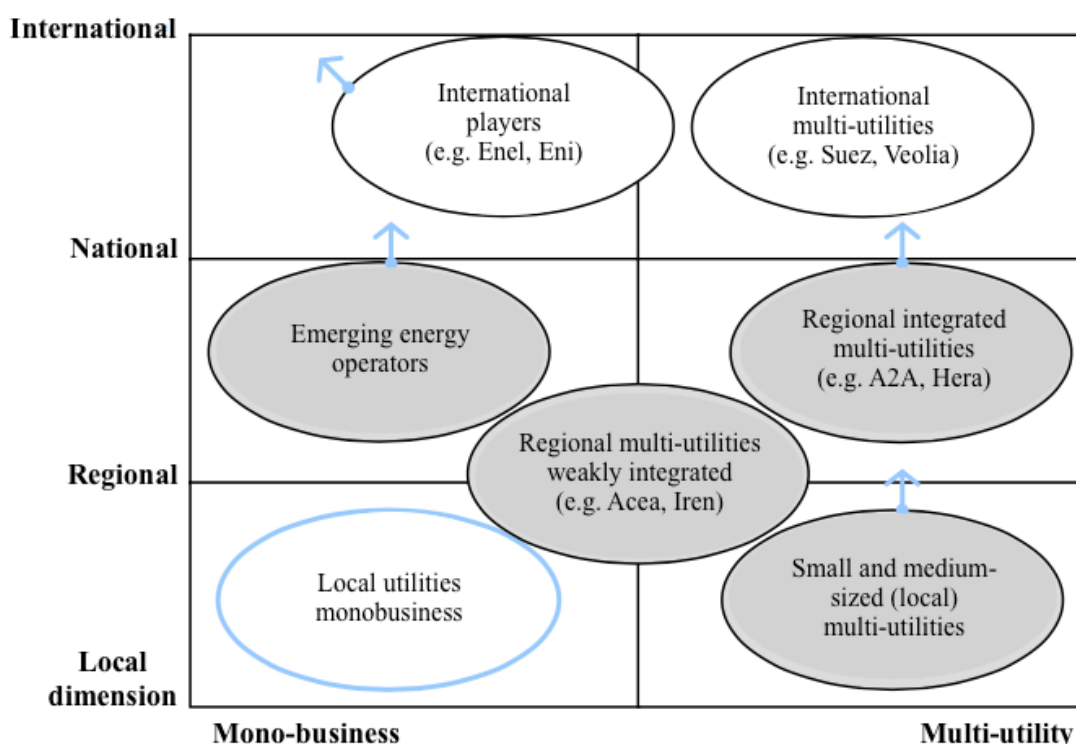 International
International
players
(e.g. Enel, Eni)
International
multi-utilities
(e.g. Suez, Veolia)
National
Emerging energy
operators
Regional integrated
multi-utilities
(e.g. A2A, Hera)
Regional multi-utilities
weakly integrated
(e.g. Acea, Iren)
Regional
Local utilities
monobusiness
Small and medium-
sized (local)
multi-utilities
Local
dimension
Mono-business
Multi-utility